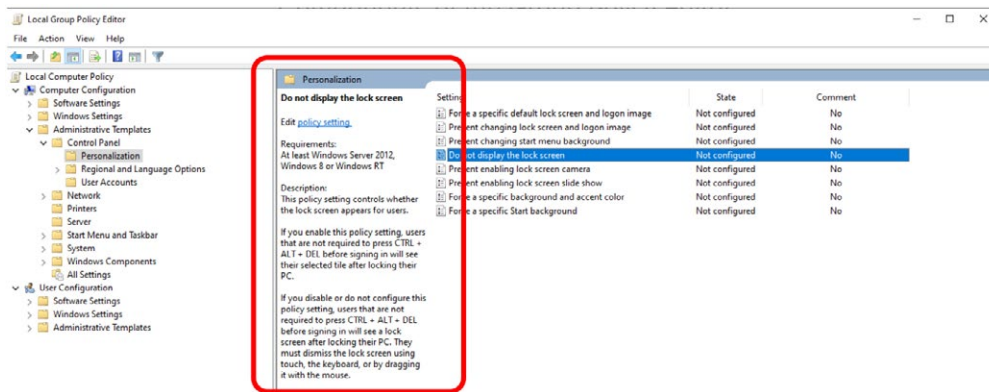 Local Group Policy Editor
File Action View Help
Local Computer Policy
Computer Configuration
Software Settings
Windows Settings
Administrative Templates
Control Panel
Personalization
Regional and Language Options
User Accounts
Network
Printers
Server
Start Menu and Taskbar
System
Windows Components
All Settings
User Configuration
Software Settings
Windows Settings
Administrative Templates
Personalization
Do not display the lock screen
Edit policy setting
Requirements:
At least Windows Server 2012,
Windows 8 or Windows RT
Description:
This policy setting controls whether
the lock screen appears for users.
If you enable this policy setting, users
that are not required to press CTRL +
ALT + DEL before signing in will see
their selected tile after locking their
PC.
If you disable or do not configure this
policy setting, users that are not
required to press CTRL + ALT + DEL
before signing in will see a lock
screen after locking their PC. They
must dismiss the lock screen using
touch, the keyboard, or by dragging
it with the mouse.
Setting State Comment
Force a specific default lock screen and logon image Not configured No
Prevent changing lock screen and logon image Not configured No
Prevent changing start menu background Not configured No
Do not display the lock screen Not configured No
Prevent enabling lock screen camera Not configured No
Prevent enabling lock screen slide show Not configured No
Force a specific background and accent color Not configured No
Force a specific Start background Not configured No